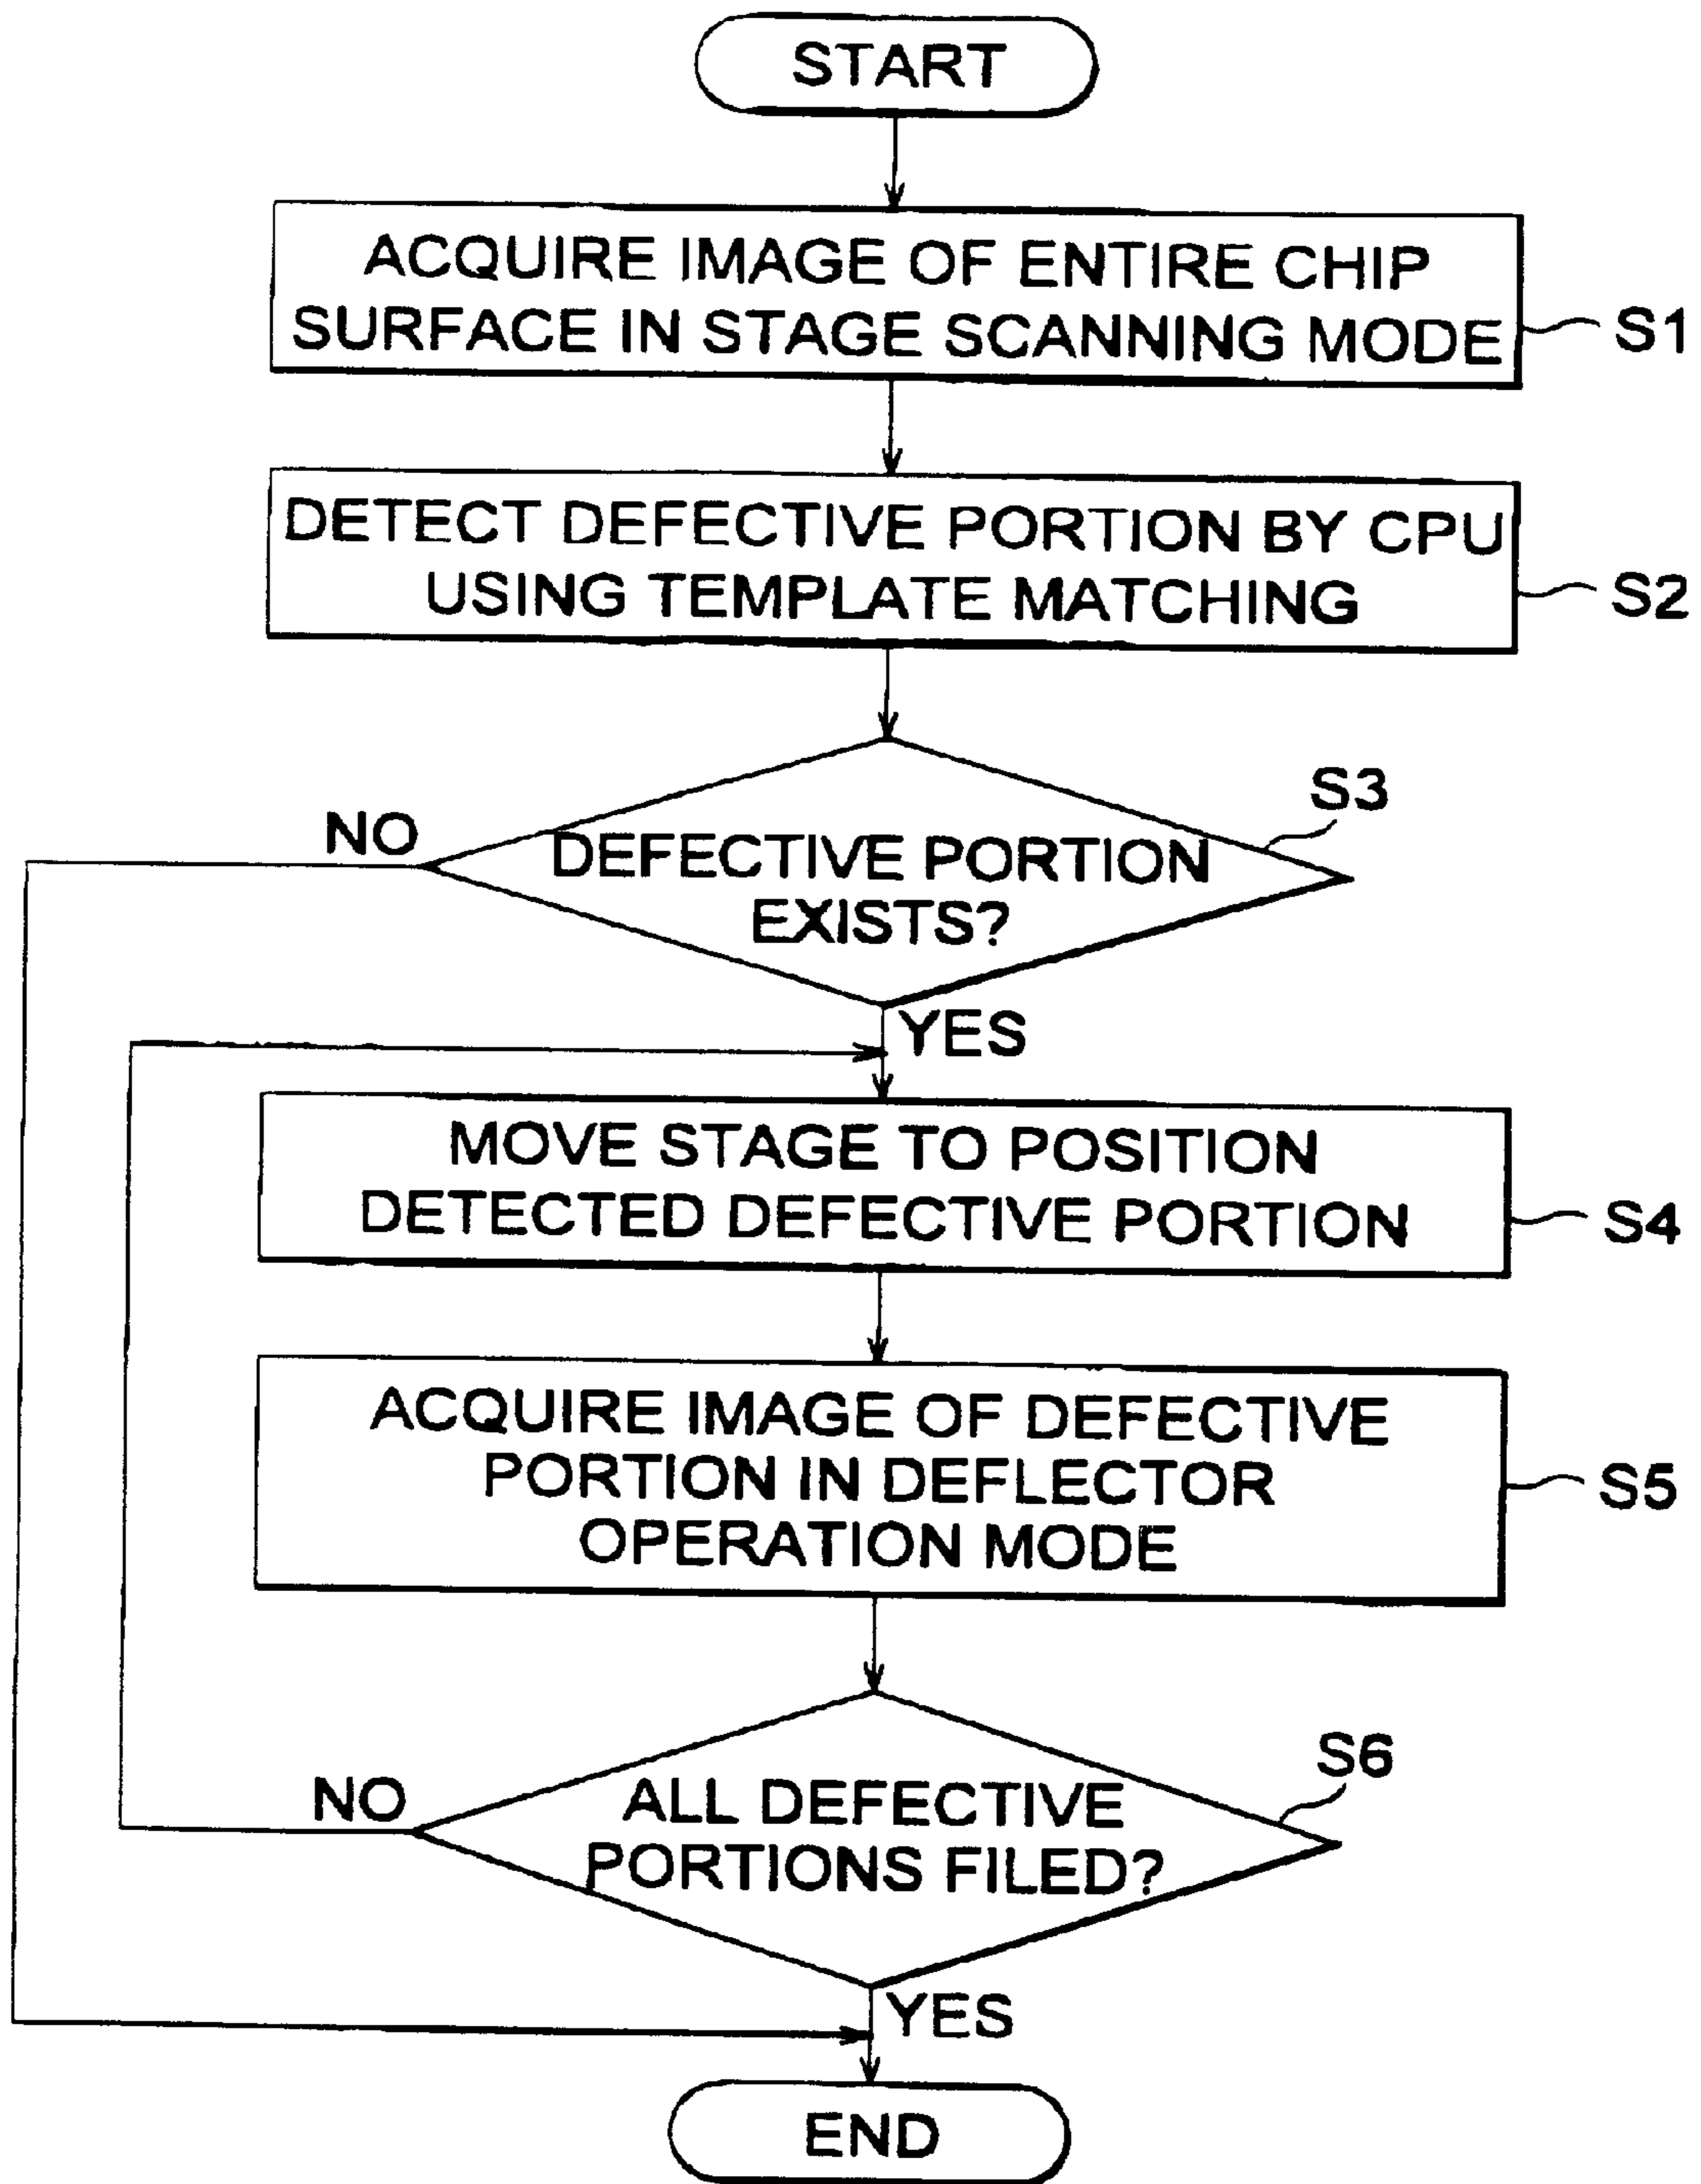 START
ACQUIRE IMAGE OF ENTIRE CHIP
SURFACE IN STAGE SCANNING MODE
S1
DETECT DEFECTIVE PORTION BY CPU
USING TEMPLATE MATCHING
S2
S3
NO
DEFECTIVE PORTION
EXISTS?
YES
MOVE STAGE TO POSITION
DETECTED DEFECTIVE PORTION
S4
ACQUIRE IMAGE OF DEFECTIVE
PORTION IN DEFLECTOR
OPERATION MODE
S5
S6
NO
ALL DEFECTIVE
PORTIONS FILED?
YES
END